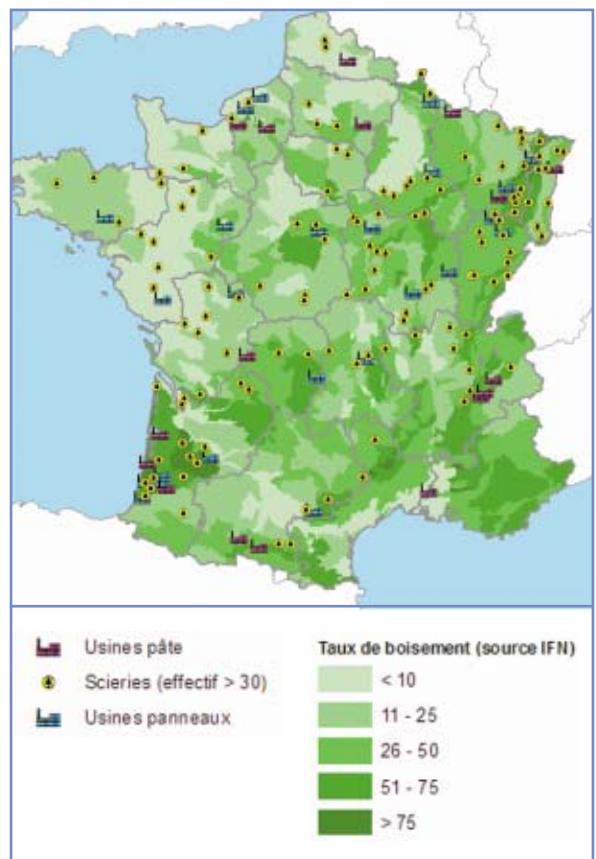 Usines pâte
Scieries (effectif > 30)
Usines panneaux
Taux de boisement (source IFN)
< 10
11 - 25
26 - 50
51 - 75
> 75